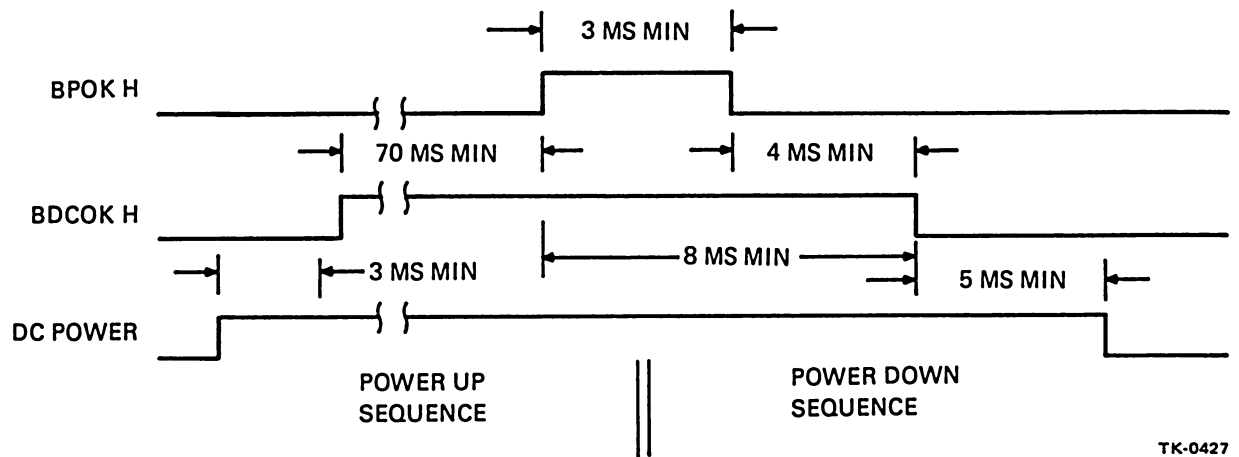 3 MS MIN
BPOK H
70 MS MIN
4 MS MIN
BDCOK H
8 MS MIN
3 MS MIN
5 MS MIN
DC POWER
POWER UP
SEQUENCE
POWER DOWN
SEQUENCE
TK-0427